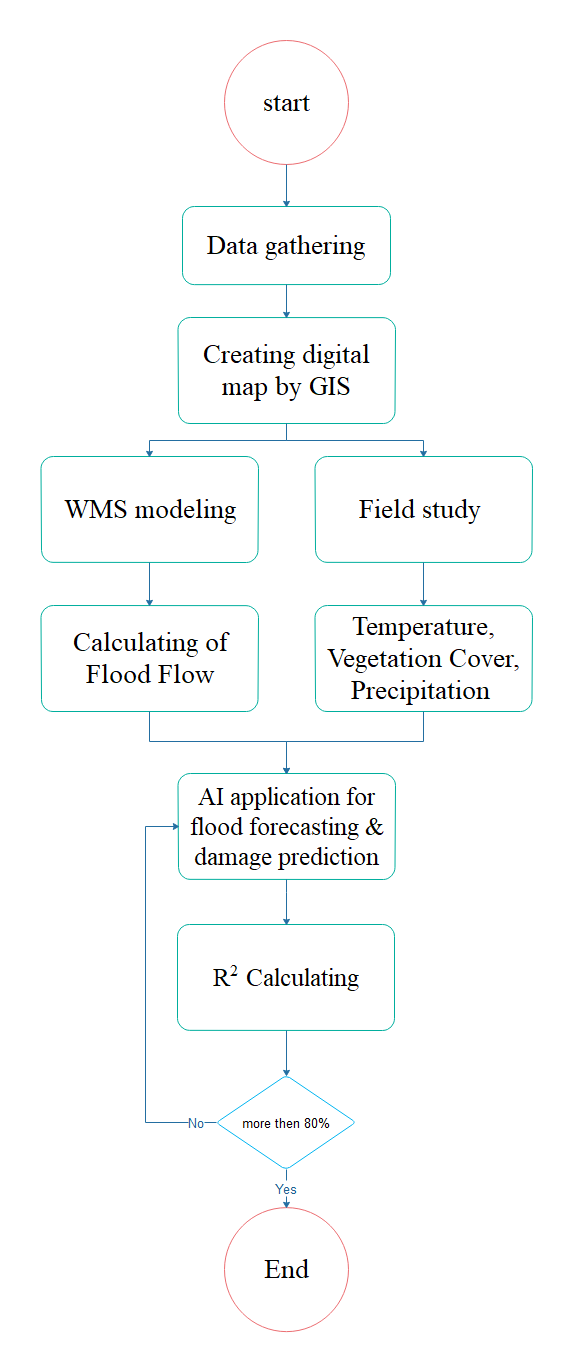 start
Data gathering
Creating digital
map by GIS
WMS modeling
Field study
Calculating of
Flood Flow
Temperature,
Vegetation Cover,
Precipitation
AI application for
flood forecasting &
damage prediction
R² Calculating
more then 80%
No
Yes
End